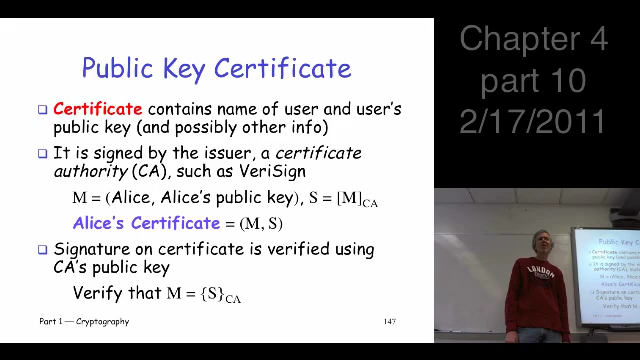 Public Key Certificate
Certificate contains name of user and user's
public key (and possibly other info)
It is signed by the issuer, a certificate
authority (CA), such as VeriSign
M = (Alice, Alice's public key), S = [M]CA
Alice's Certificate = (M, S)
Signature on certificate is verified using
CA's public key
Verify that M = {S}CA
Part 1 — Cryptography
147
Chapter 4
part 10
2/17/2011
LONDON
Public Key Certific